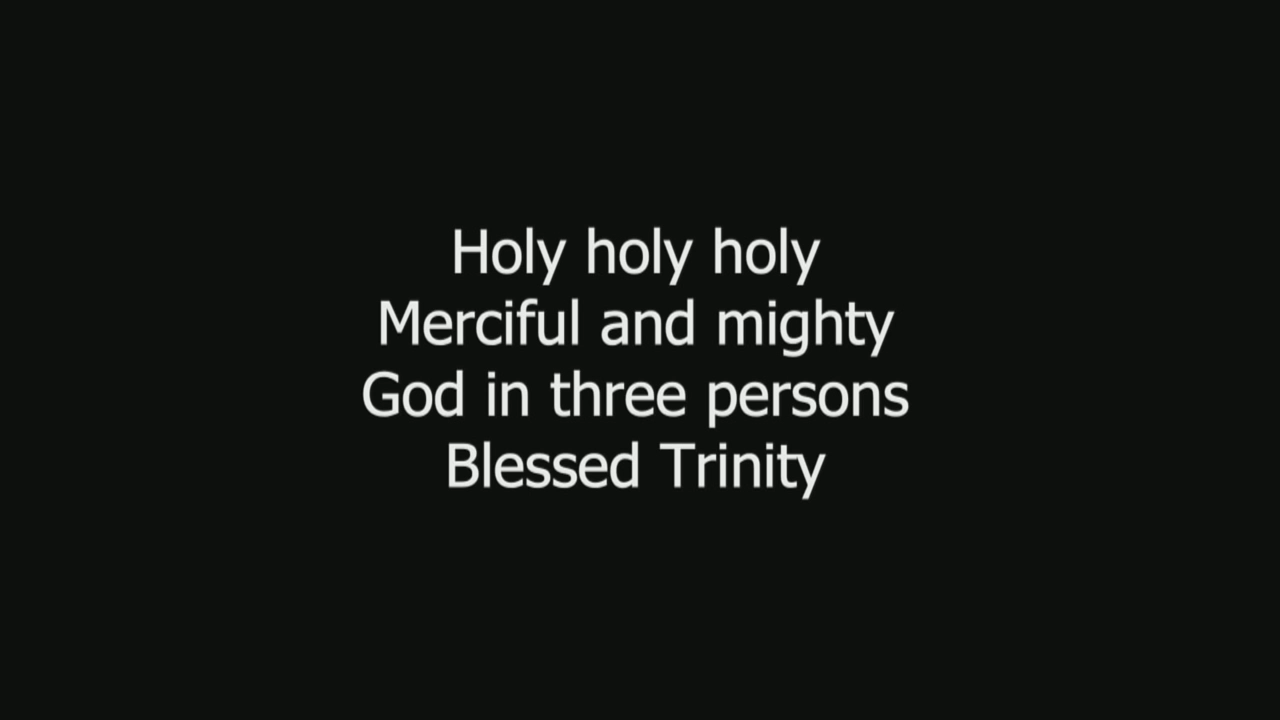 Holy holy holy
Merciful and mighty
God in three persons
Blessed Trinity